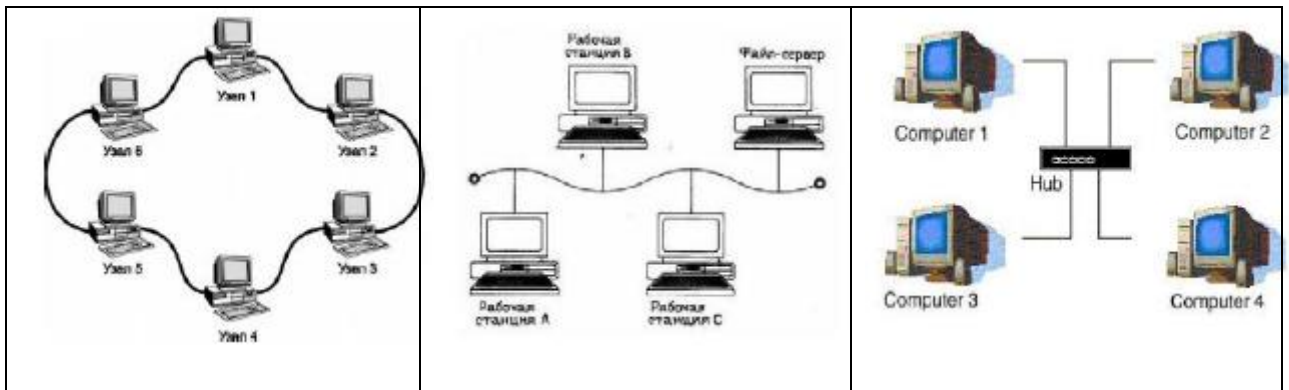 Узел 1
Узел 6
Узел 2
Узел 5
Узел 3
Узел 4
Рабочая
станция B
Файл-сервер
Рабочая
станция A
Рабочая
станция C
Computer 1
Computer 2
Hub
Computer 3
Computer 4